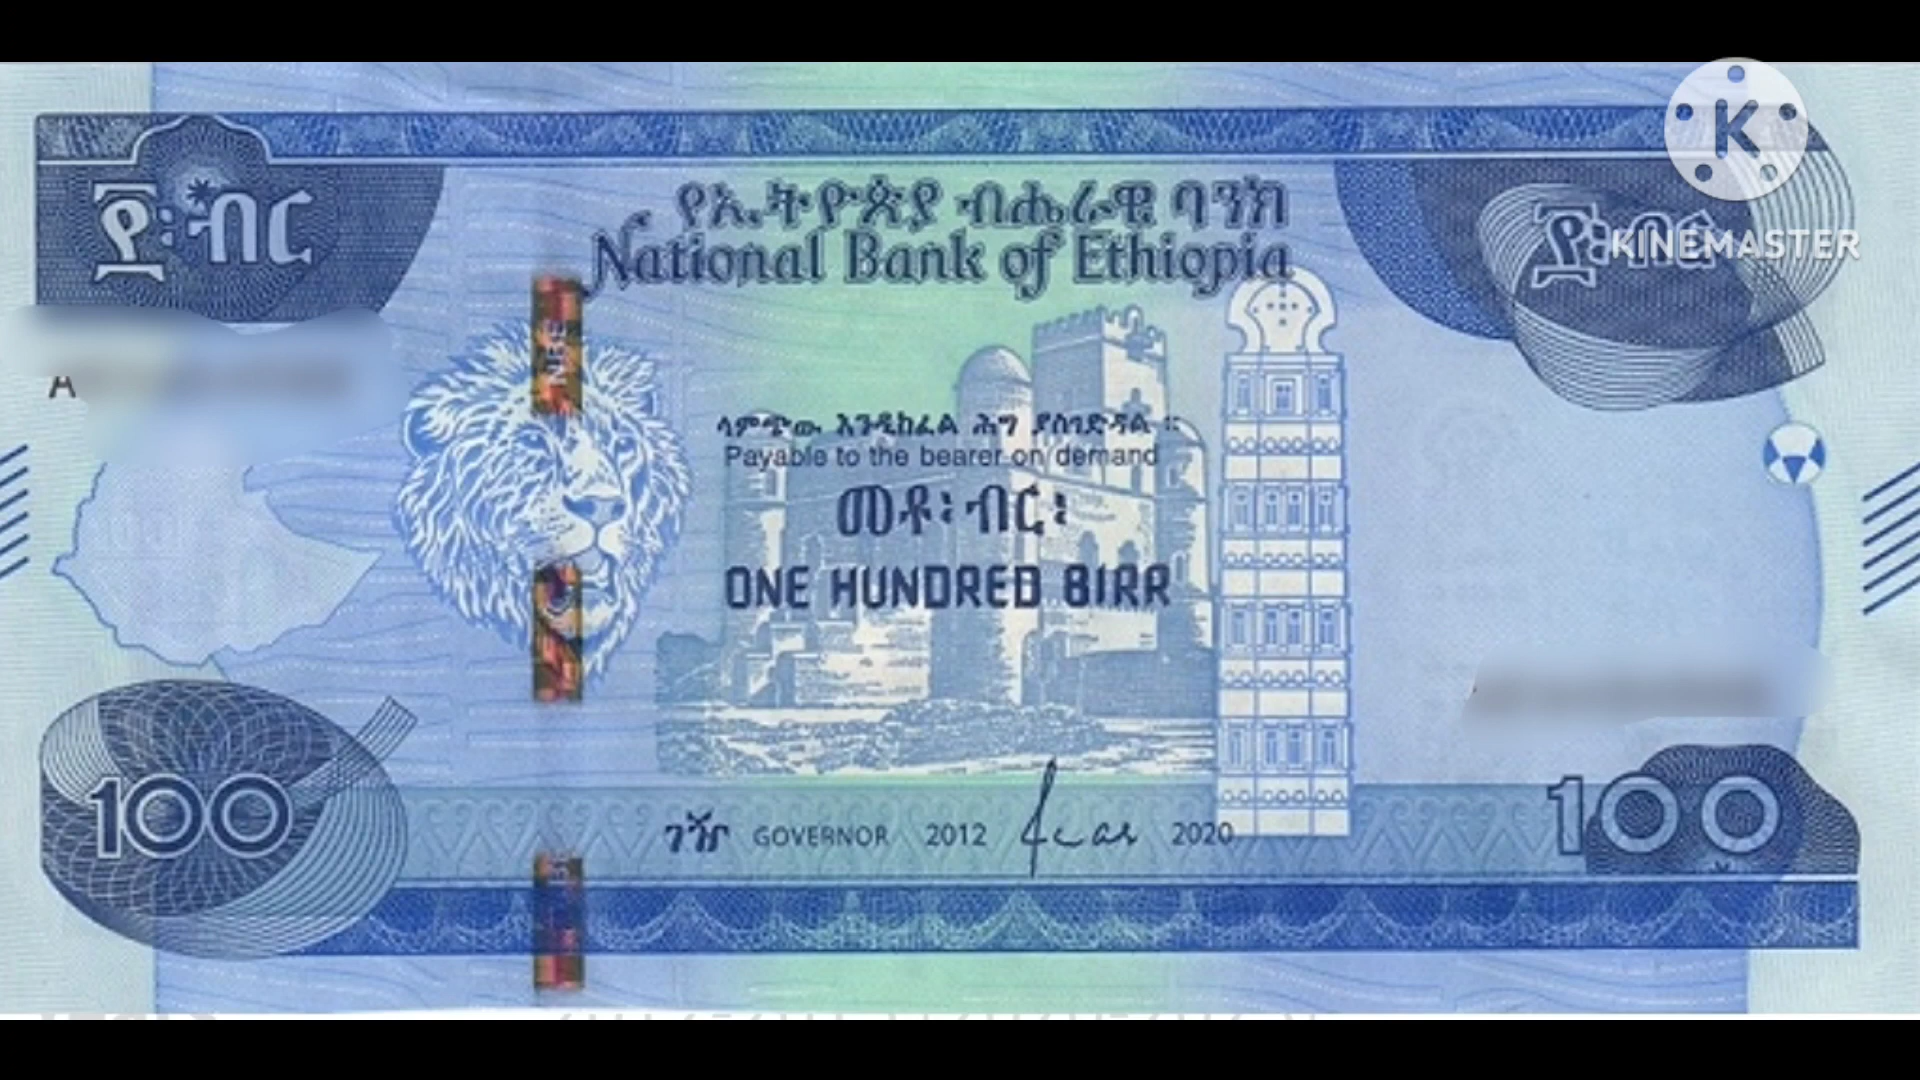 K
KINEMASTER
፻፡ብር
፻፡ብር
የኢትዮጵያ ብሔራዊ ባንክ
National Bank of Ethiopia
NBE
A
ላምጭው እንዲከፈል ሕግ ያስገድዳል ።
Payable to the bearer on demand
መቶ፡ ብር፡
ONE HUNDRED BIRR
100
ገዥ GOVERNOR 2012 2020
100